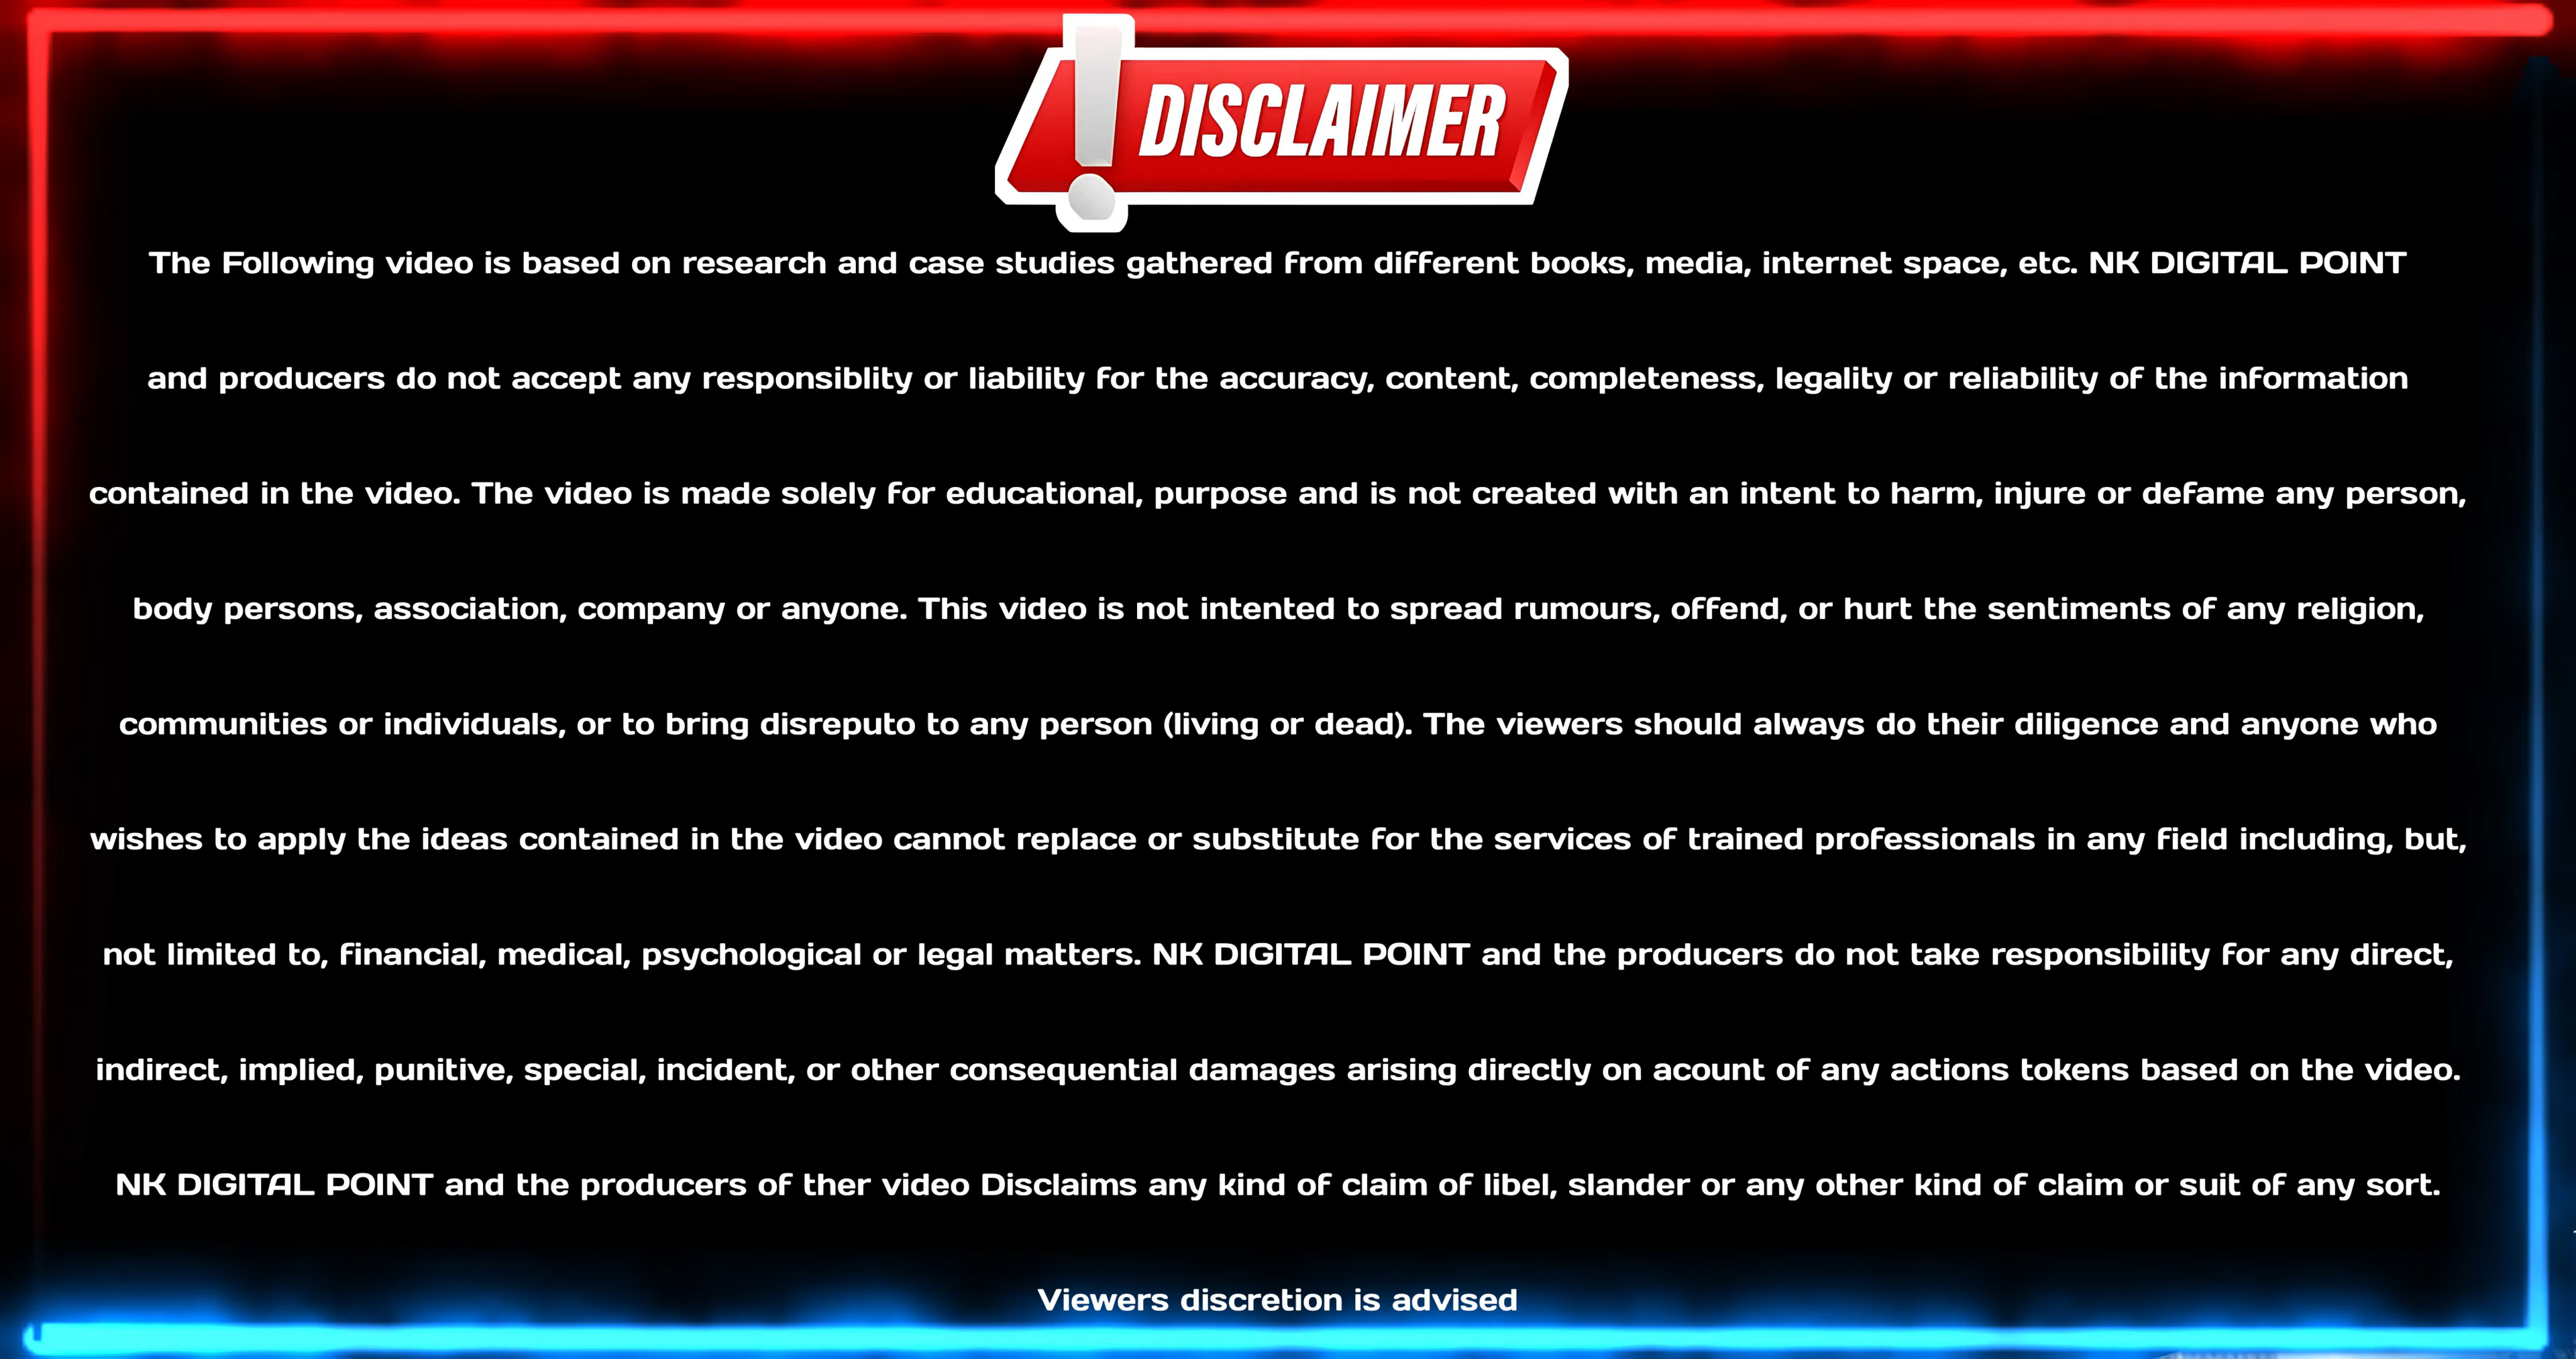 DISCLAIMER
The Following video is based on research and case studies gathered from different books, media, internet space, etc. NK DIGITAL POINT
and producers do not accept any responsiblity or liability for the accuracy, content, completeness, legality or reliability of the information
contained in the video. The video is made solely for educational, purpose and is not created with an intent to harm, injure or defame any person,
body persons, association, company or anyone. This video is not intented to spread rumours, offend, or hurt the sentiments of any religion,
communities or individuals, or to bring disreputo to any person (living or dead). The viewers should always do their diligence and anyone who
wishes to apply the ideas contained in the video cannot replace or substitute for the services of trained professionals in any field including, but,
not limited to, financial, medical, psychological or legal matters. NK DIGITAL POINT and the producers do not take responsibility for any direct,
indirect, implied, punitive, special, incident, or other consequential damages arising directly on acount of any actions tokens based on the video.
NK DIGITAL POINT and the producers of ther video Disclaims any kind of claim of libel, slander or any other kind of claim or suit of any sort.
Viewers discretion is advised